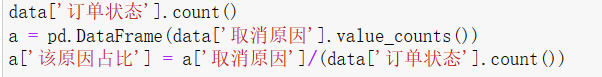 data['订单状态'].count()
a = pd.DataFrame(data['取消原因'].value_counts())
a['该原因占比'] = a['取消原因']/(data['订单状态'].count())